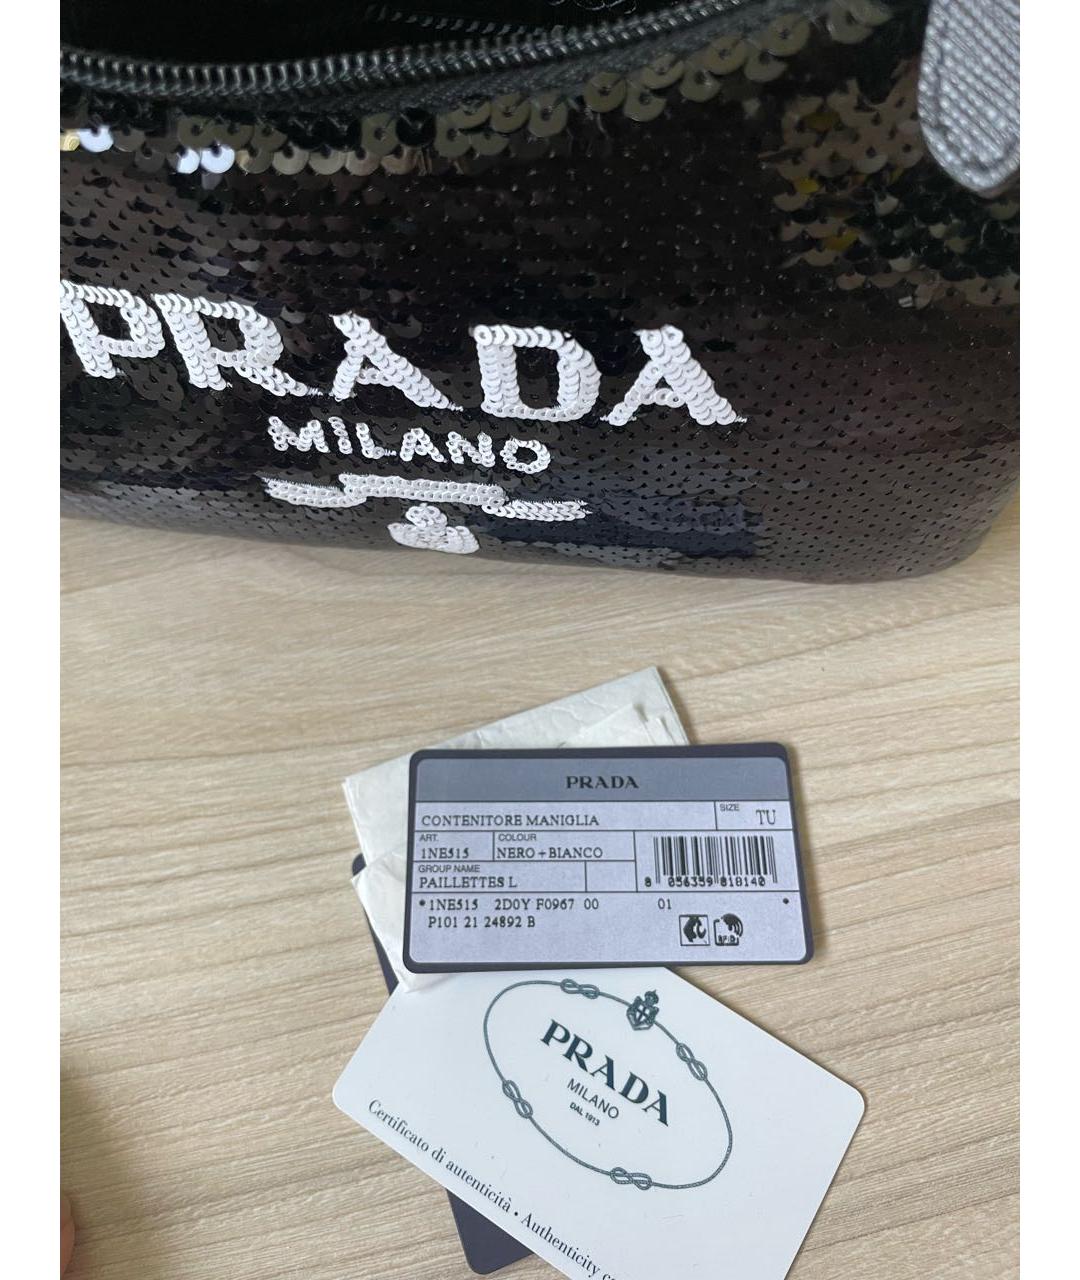 PRADA
MILANO
PRADA
CONTENITORE MANIGLIA
SIZE
TU
ART.
1NE515
COLOUR
NERO+BIANCO
GROUP NAME
PAILLETTES L
8 056359 818140
*1NE515 2D0Y F0967 00 01 *
P101 21 24892 B
RFID
PRADA
MILANO
DAL 1913
Certificato di autenticità • Authenticity